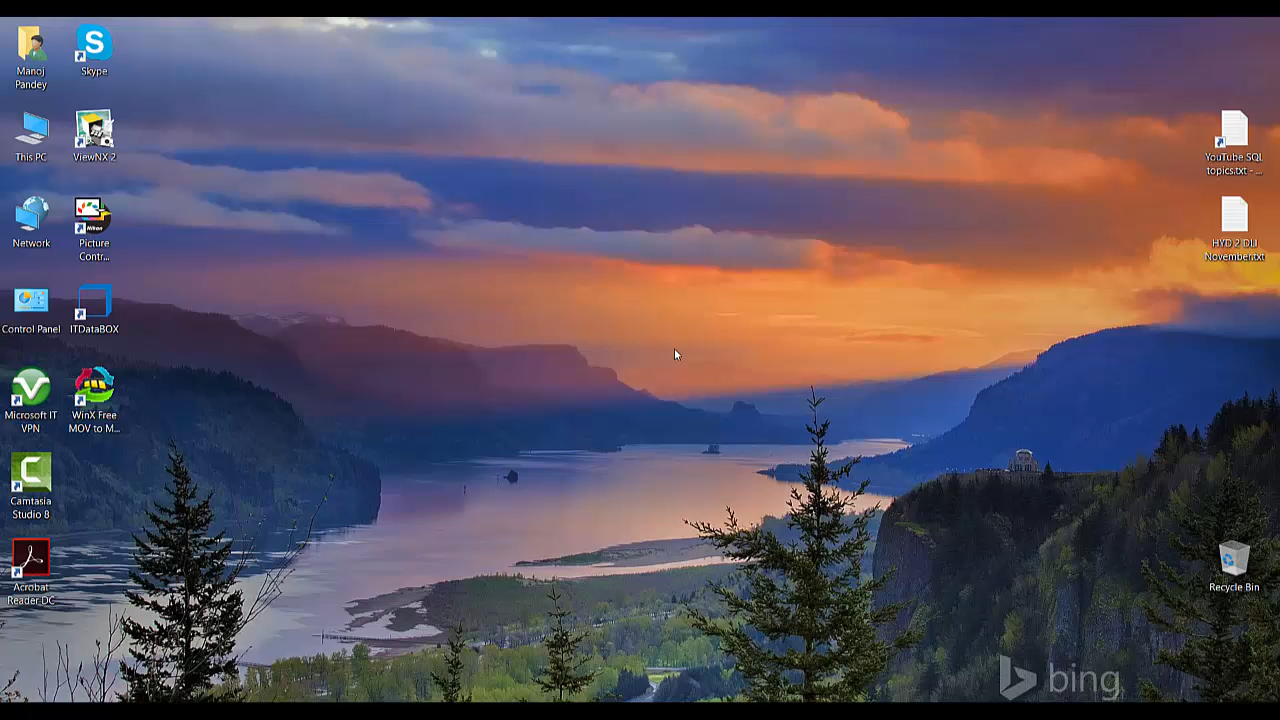 Manoj
Pandey
Skype
This PC
ViewNX 2
Network
Picture
Contr...
Nikon
Control Panel
ITDataBOX
Microsoft IT
VPN
WinX Free
MOV to M...
Camtasia
Studio 8
Acrobat
Reader DC
YouTube SQL
topics.txt - ...
HYD 2 DLI
November.txt
Recycle Bin
bing